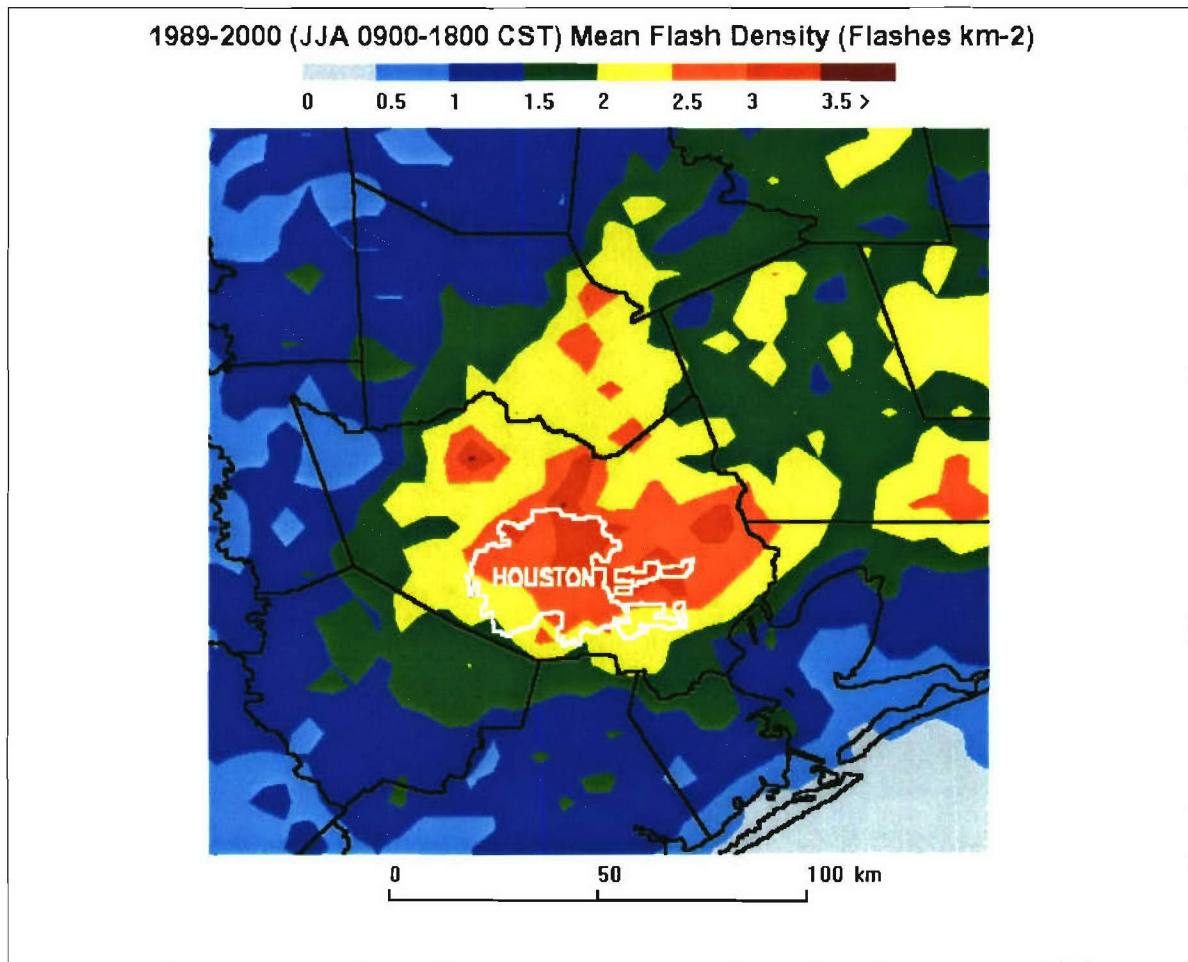 1989-2000 (JJA 0900-1800 CST) Mean Flash Density (Flashes km-2)
0 0.5 1 1.5 2 2.5 3 3.5 >
HOUSTON
0 50 100 km